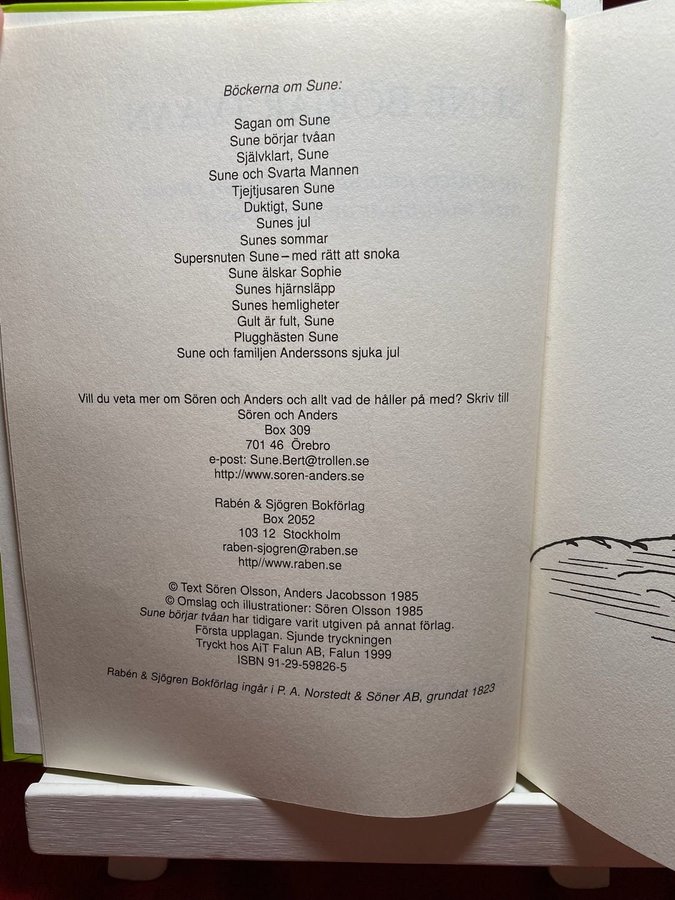 Böckerna om Sune:
Sagan om Sune
Sune börjar tvåan
Självklart, Sune
Sune och Svarta Mannen
Tjejtjusaren Sune
Duktigt, Sune
Sunes jul
Sunes sommar
Supersnuten Sune – med rätt att snoka
Sune älskar Sophie
Sunes hjärnsläpp
Sunes hemligheter
Gult är fult, Sune
Plugghästen Sune
Sune och familjen Anderssons sjuka jul
Vill du veta mer om Sören och Anders och allt vad de håller på med? Skriv till
Sören och Anders
Box 309
701 46 Örebro
e-post: Sune.Bert@trollen.se
http://www.soren-anders.se
Rabén & Sjögren Bokförlag
Box 2052
103 12 Stockholm
raben-sjogren@raben.se
http//www.raben.se
© Text Sören Olsson, Anders Jacobsson 1985
© Omslag och illustrationer: Sören Olsson 1985
Sune börjar tvåan har tidigare varit utgiven på annat förlag.
Första upplagan. Sjunde tryckningen
Tryckt hos AiT Falun AB, Falun 1999
ISBN 91-29-59826-5
Rabén & Sjögren Bokförlag ingår i P. A. Norstedt & Söner AB, grundat 1823